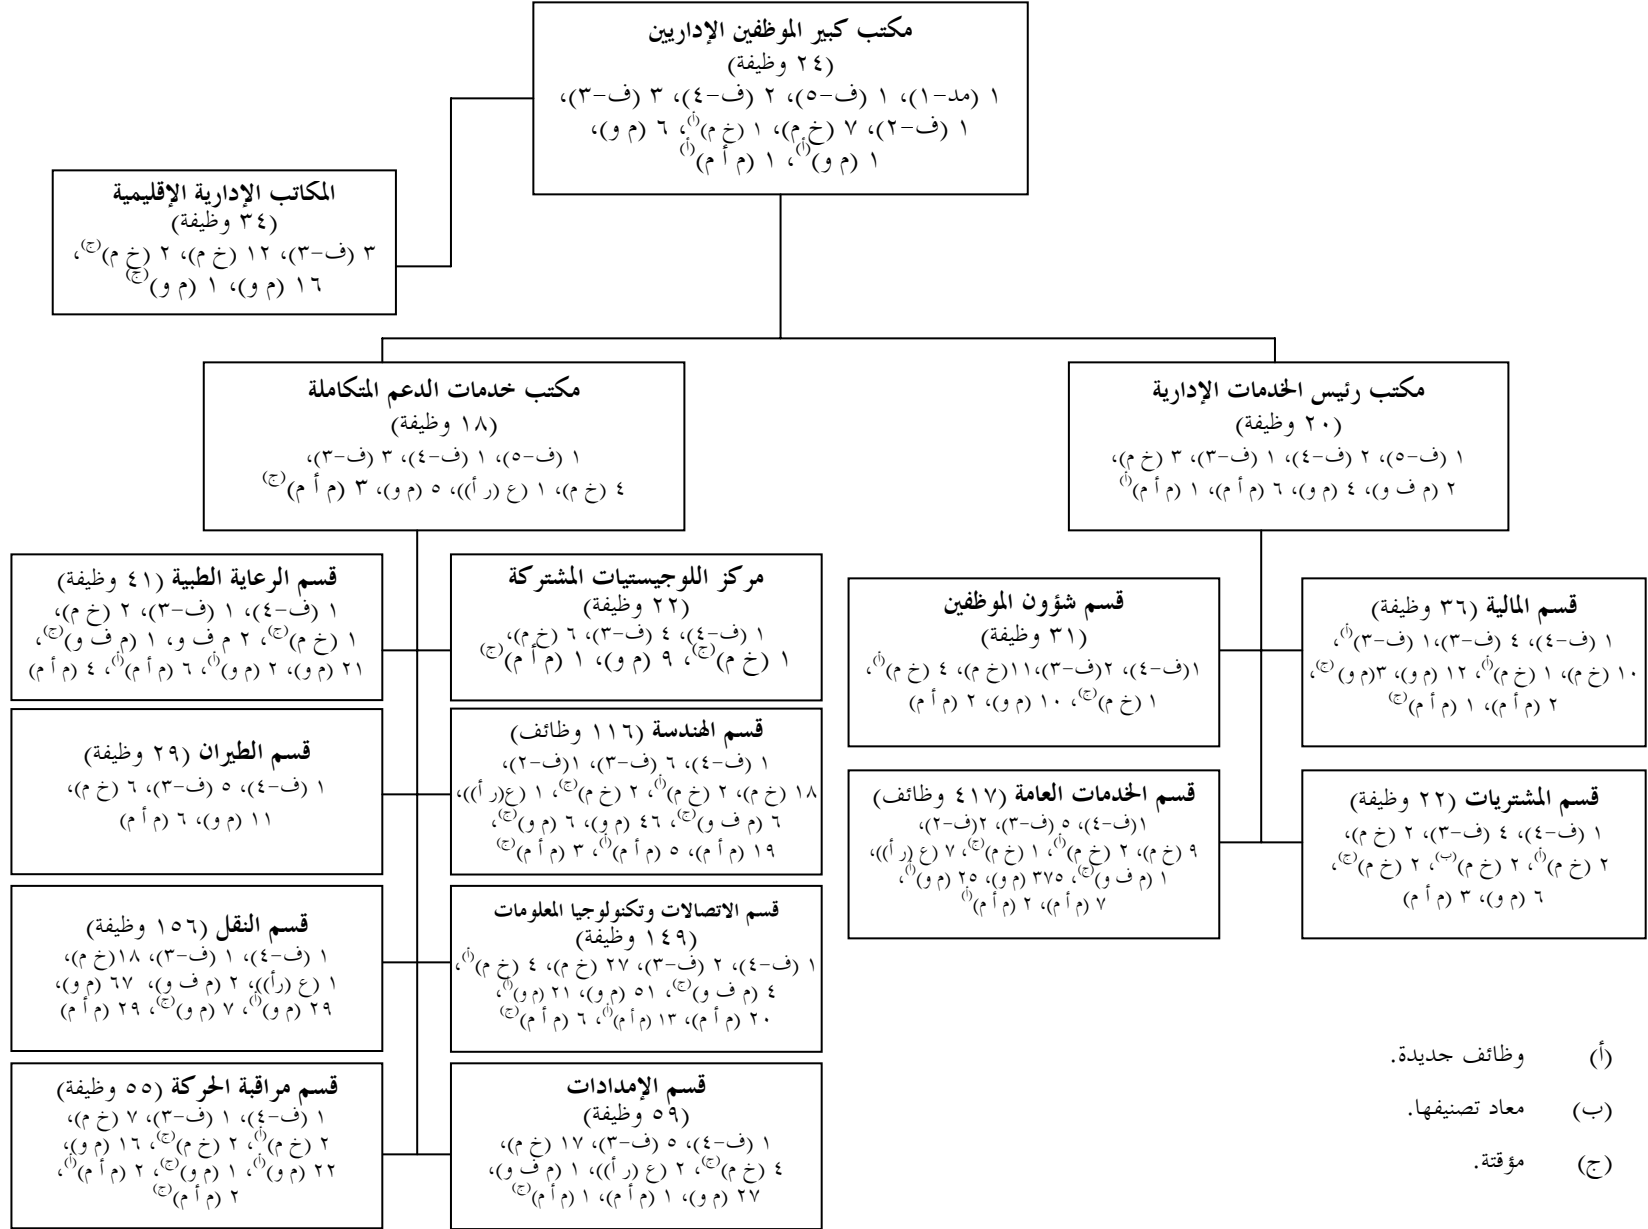 مكتب كبير الموظفين الإداريين
(٢٤ وظيفة)
١ (مد-١)، ١ (ف-٥)، ٢ (ف-٤)، ٣ (ف-٣)،
١ (ف-٢)، ٧ (خ م)، ١ (خ م)(أ)، ٦ (م و)،
١ (م و)(أ)، ١ (م أ م)(أ)
المكاتب الإدارية الإقليمية
(٣٤ وظيفة)
٣ (ف-٣)، ١٢ (خ م)، ٢ (خ م)(ج)،
١٦ (م و)، ١ (م و)(ج)
مكتب رئيس الخدمات الإدارية
(٢٠ وظيفة)
١ (ف-٥)، ٢ (ف-٤)، ١ (ف-٣)، ٣ (خ م)،
٢ (م ف و)، ٤ (م و)، ٦ (م أ م)، ١ (م أ م)(أ)
مكتب خدمات الدعم المتكاملة
(١٨ وظيفة)
١ (ف-٥)، ١ (ف-٤)، ٣ (ف-٣)،
٤ (خ م)، ١ (ع (ر أ))، ٥ (م و)، ٣ (م أ م)(ج)
قسم المالية (٣٦ وظيفة)
١ (ف-٤)، ٤ (ف-٣)، ١ (ف-٣)(أ)،
١٠ (خ م)، ١ (خ م)(أ)، ١٢ (م و)، ٣(م و)(ج)،
٢ (م أ م)، ١ (م أ م)(ج)
قسم شؤون الموظفين
(٣١ وظيفة)
١(ف-٤)، ٢(ف-٣)،١١(خ م)، ٤ (خ م)(أ)،
١ (خ م)(ج)، ١٠ (م و)، ٢ (م أ م)
قسم المشتريات (٢٢ وظيفة)
١ (ف-٤)، ٤ (ف-٣)، ٢ (خ م)،
٢ (خ م)(أ)، ٢ (خ م)(ب)، ٢ (خ م)(ج)،
٦ (م و)، ٣ (م أ م)
قسم الخدمات العامة (٤١٧ وظائف)
١(ف-٤)، ٥ (ف-٣)، ٢(ف-٢)،
٩ (خ م)، ٢ (خ م)(أ)، ١ (خ م)(ج)، ٧ (ع (ر أ))،
١ (م ف و)(ج)، ٣٧٥ (م و)، ٢٥ (م و)(أ)،
٧ (م أ م)، ٢ (م أ م)(أ)
مركز اللوجيستيات المشتركة
(٢٢ وظيفة)
١ (ف-٤)، ٤ (ف-٣)، ٦ (خ م)،
١ (خ م)(ج)، ٩ (م و)، ١ (م أ م)(ج)
قسم الرعاية الطبية (٤١ وظيفة)
١ (ف-٤)، ١ (ف-٣)، ٢ (خ م)،
١ (خ م)(ج)، ٢ م ف و، ١ (م ف و)(ج)،
٢١ (م و)، ٢ (م و)(أ)، ٦ (م أ م)(أ)، ٤ (م أ م)
قسم الهندسة (١١٦ وظائف)
١ (ف-٤)، ٦ (ف-٣)، ١(ف-٢)،
١٨ (خ م)، ٢ (خ م)(أ)، ٢ (خ م)(ج)، ١ (ع(ر أ))،
٦ (م ف و)(ج)، ٤٦ (م و)، ٦ (م و)(ج)،
١٩ (م أ م)، ٥ (م أ م)(أ)، ٣ (م أ م)(ج)
قسم الطيران (٢٩ وظيفة)
١ (ف-٤)، ٥ (ف-٣)، ٦ (خ م)،
١١ (م و)، ٦ (م أ م)
قسم الاتصالات وتكنولوجيا المعلومات
(١٤٩ وظيفة)
١ (ف-٤)، ٢ (ف-٣)، ٢٧ (خ م)، ٤ (خ م)(أ)،
٤ (م ف و)(ج)، ٥١ (م و)، ٢١ (م و)(أ)،
٢٠ (م أ م)، ١٣ (م أ م)(أ)، ٦ (م أ م)(ج)
قسم النقل (١٥٦ وظيفة)
١ (ف-٤)، ١ (ف-٣)، ١٨(خ م)،
١ (ع (رأ))، ٢ (م ف و)، ٦٧ (م و)،
٢٩ (م و)(أ)، ٧ (م و)(ج)، ٢٩ (م أ م)
قسم الإمدادات
(٥٩ وظيفة)
١ (ف-٤)، ٥ (ف-٣)، ١٧ (خ م)،
٤ (خ م)(ج)، ٢ (ع (ر أ))، ١ (م ف و)،
٢٧ (م و)، ١ (م أ م)، ١ (م أ م)(ج)
قسم مراقبة الحركة (٥٥ وظيفة)
١ (ف-٤)، ١ (ف-٣)، ٧ (خ م)،
٢ (خ م)(أ)، ٢ (خ م)(ج)، ١٦ (م و)،
٢٢ (م و)(أ)، ١ (م و)(ج)، ٢ (م أ م)(أ)،
٢ (م أ م)(ج)
(أ) وظائف جديدة.
(ب) معاد تصنيفها.
(ج) مؤقتة.